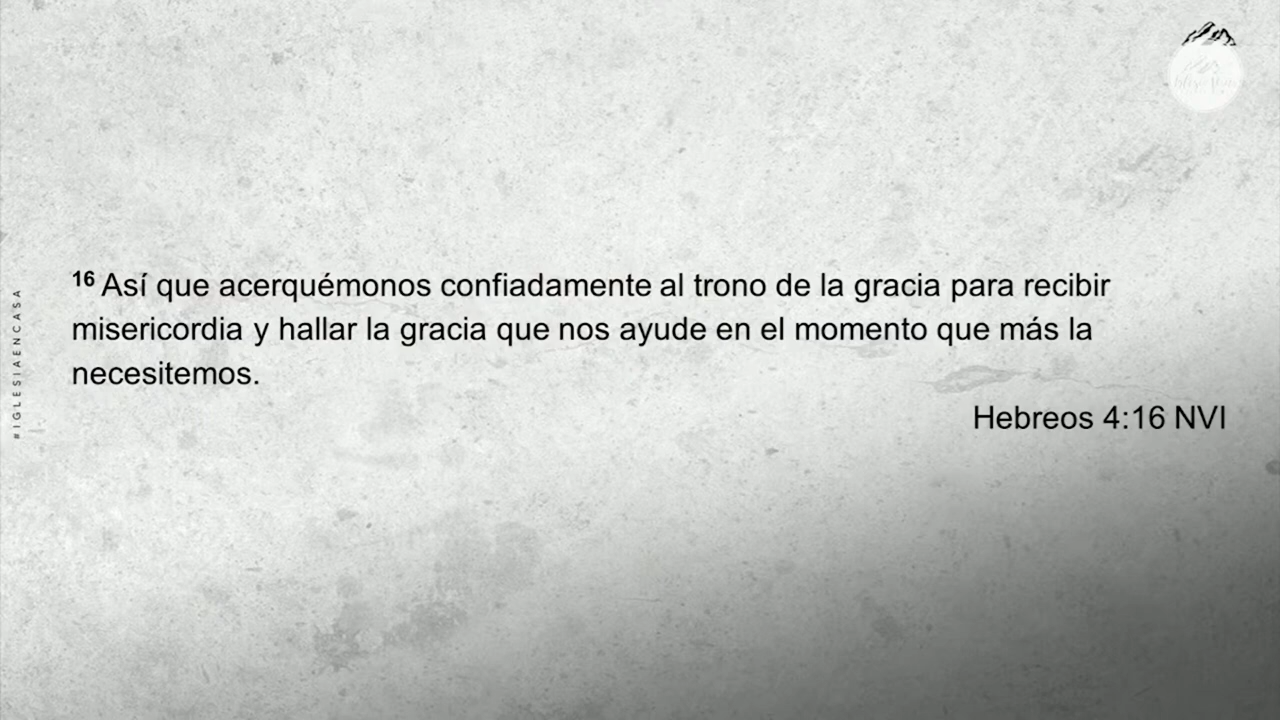 16 Así que acerquémonos confiadamente al trono de la gracia para recibir
misericordia y hallar la gracia que nos ayude en el momento que más la
necesitemos.
Hebreos 4:16 NVI
#IGLESIAENCASA